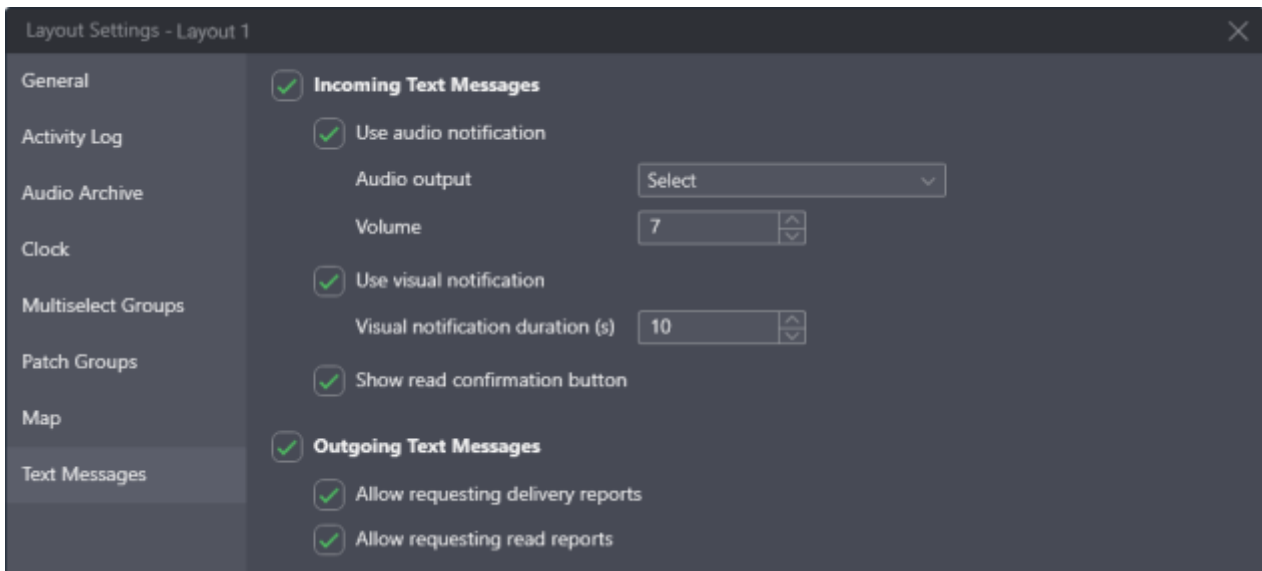 Layout Settings - Layout 1
General
Activity Log
Audio Archive
Clock
Multiselect Groups
Patch Groups
Map
Text Messages
Incoming Text Messages
Use audio notification
Audio output Select
Volume 7
Use visual notification
Visual notification duration (s) 10
Show read confirmation button
Outgoing Text Messages
Allow requesting delivery reports
Allow requesting read reports